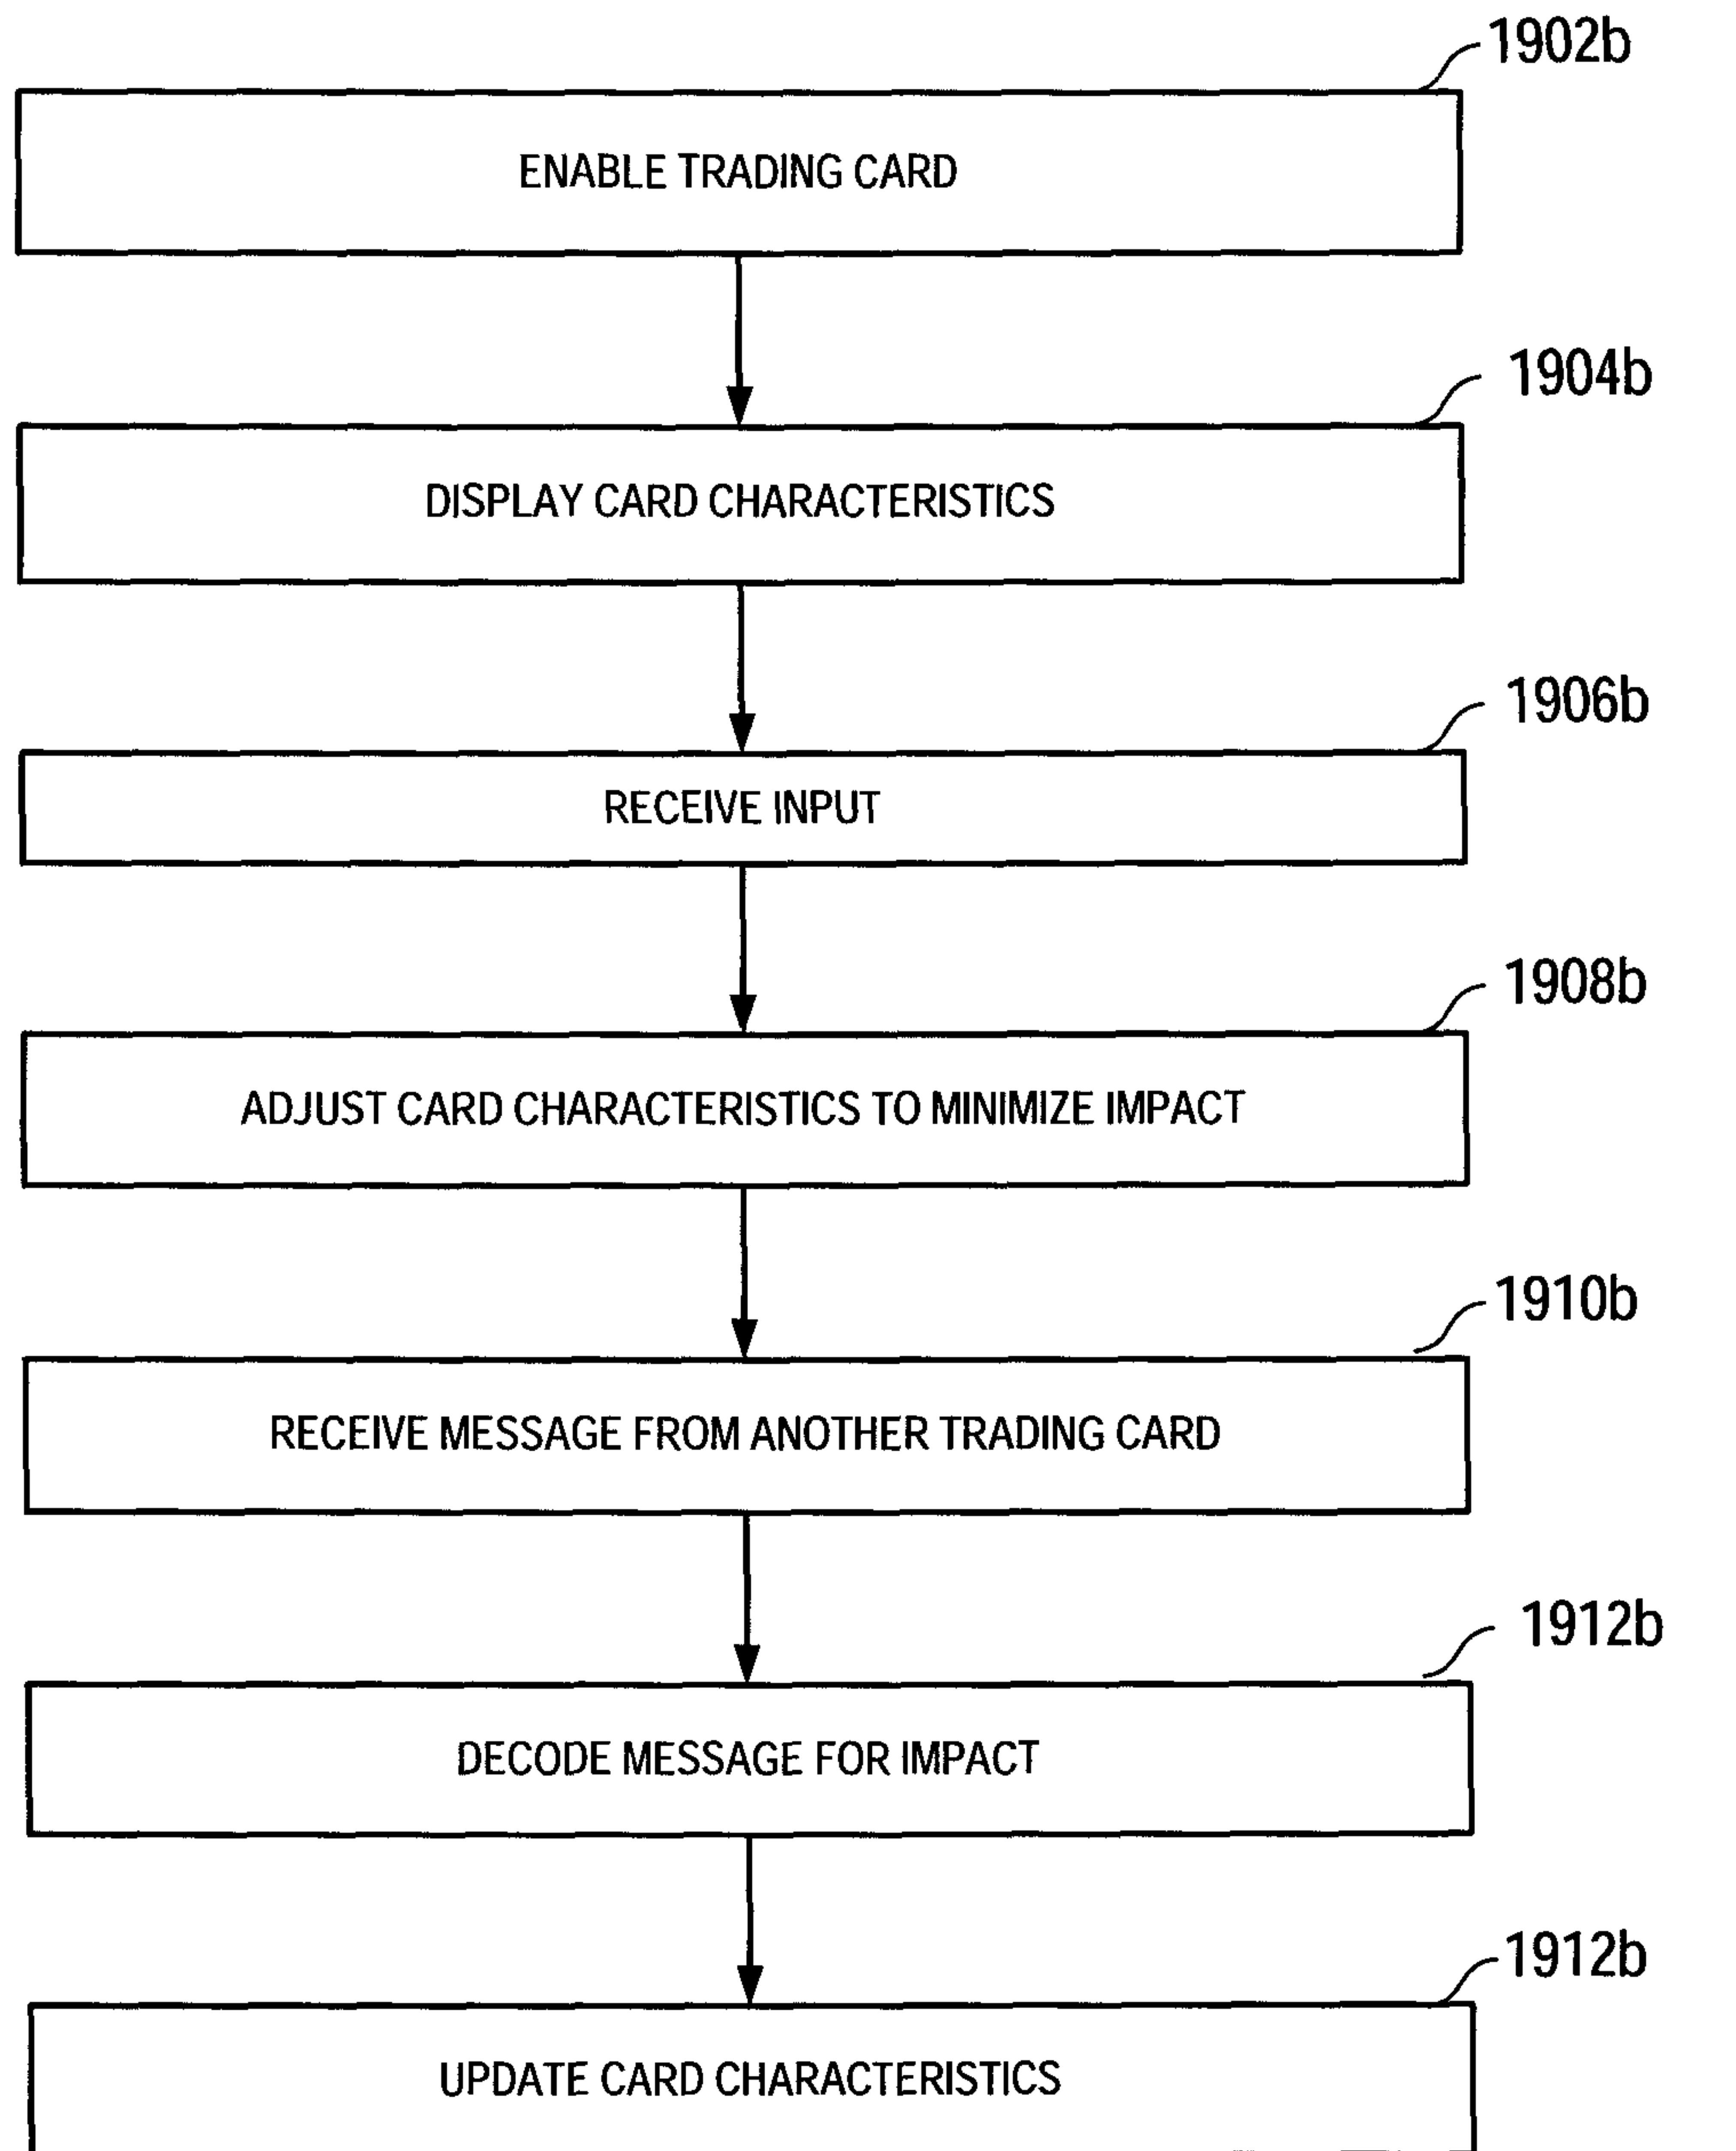 1902b
ENABLE TRADING CARD
1904b
DISPLAY CARD CHARACTERISTICS
1906b
RECEIVE INPUT
1908b
ADJUST CARD CHARACTERISTICS TO MINIMIZE IMPACT
1910b
RECEIVE MESSAGE FROM ANOTHER TRADING CARD
1912b
DECODE MESSAGE FOR IMPACT
1912b
UPDATE CARD CHARACTERISTICS